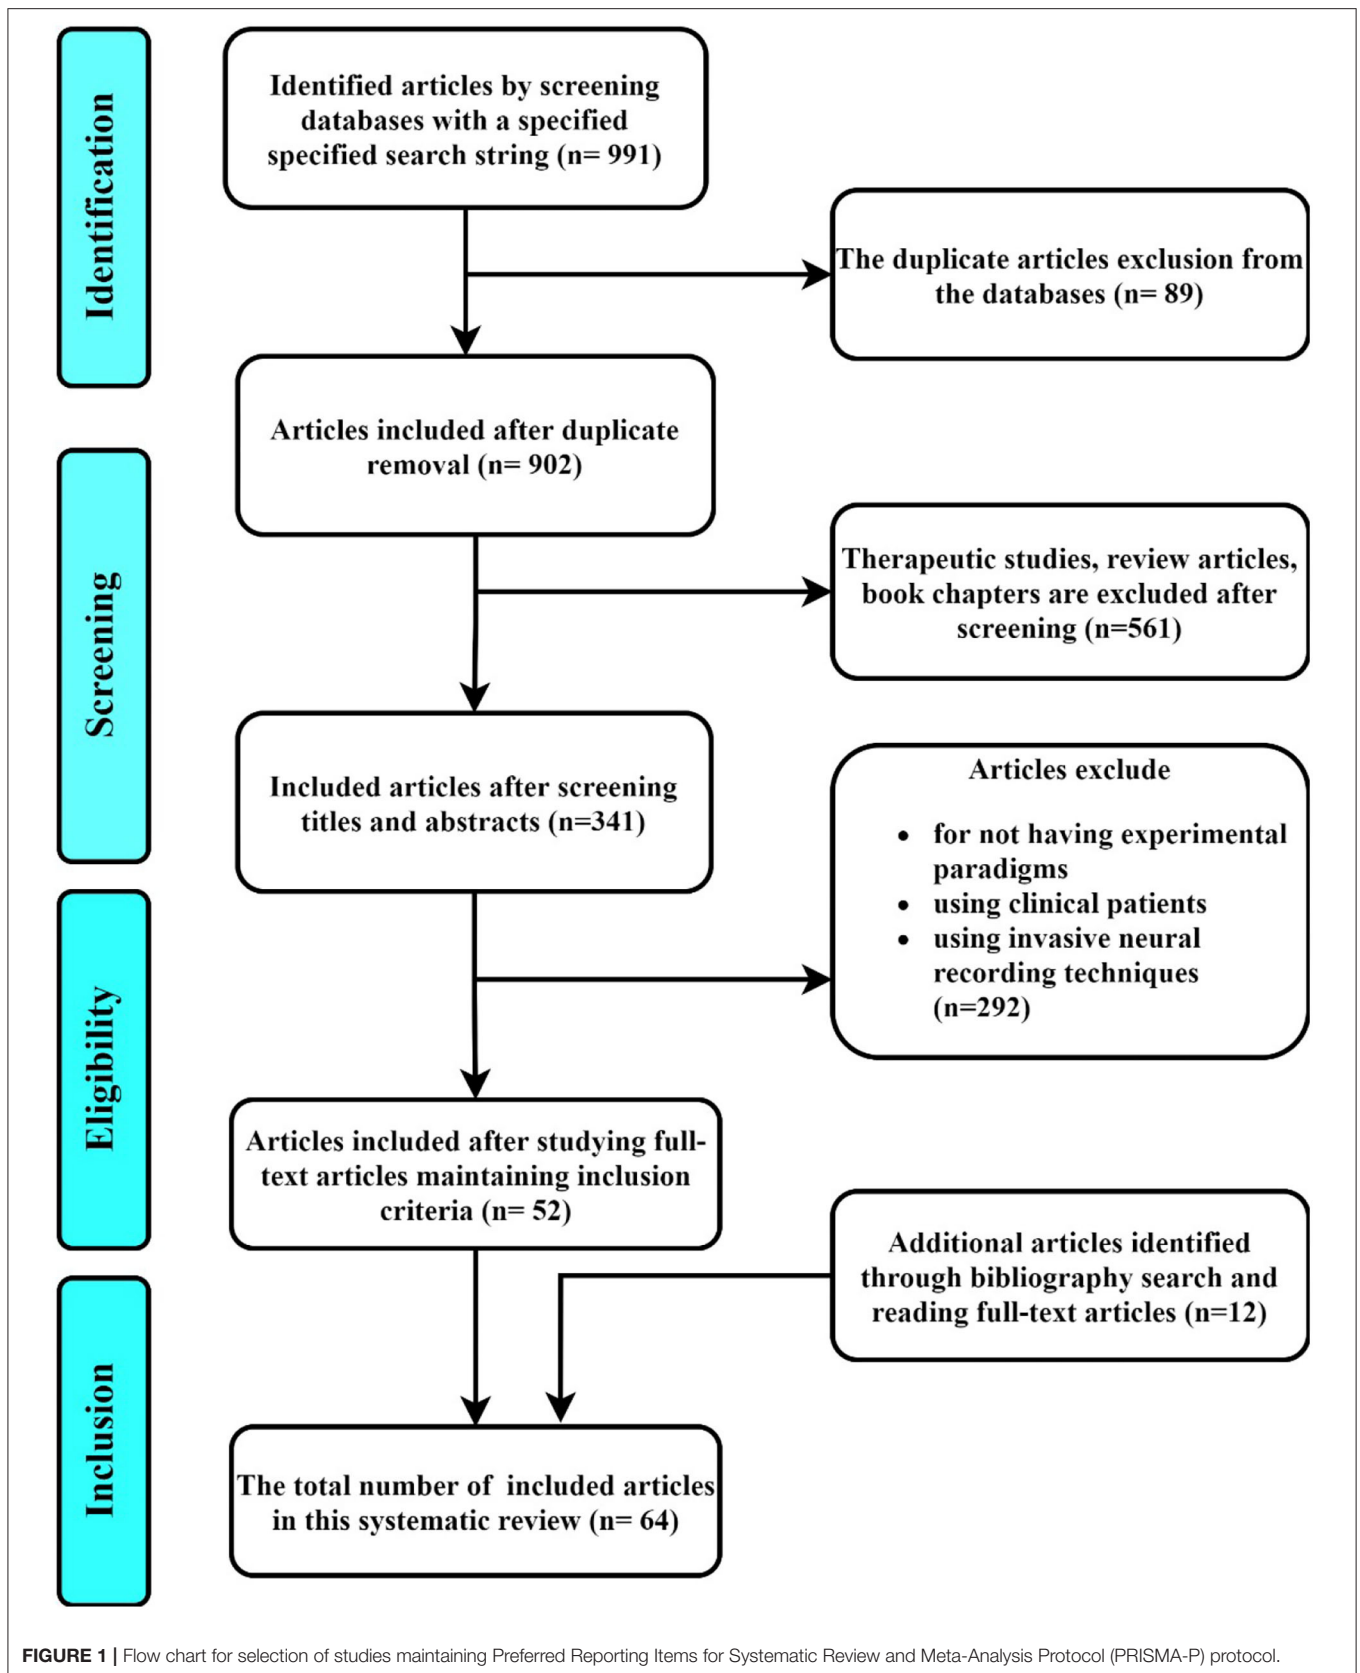 Identification
Identified articles by screening
databases with a specified
specified search string (n= 991)
The duplicate articles exclusion from
the databases (n= 89)
Articles included after duplicate
removal (n= 902)
Screening
Therapeutic studies, review articles,
book chapters are excluded after
screening (n=561)
Included articles after screening
titles and abstracts (n=341)
Articles exclude
• for not having experimental
paradigms
• using clinical patients
• using invasive neural
recording techniques
(n=292)
Eligibility
Articles included after studying full-
text articles maintaining inclusion
criteria (n= 52)
Additional articles identified
through bibliography search and
reading full-text articles (n=12)
Inclusion
The total number of included articles
in this systematic review (n= 64)
FIGURE 1 | Flow chart for selection of studies maintaining Preferred Reporting Items for Systematic Review and Meta-Analysis Protocol (PRISMA-P) protocol.